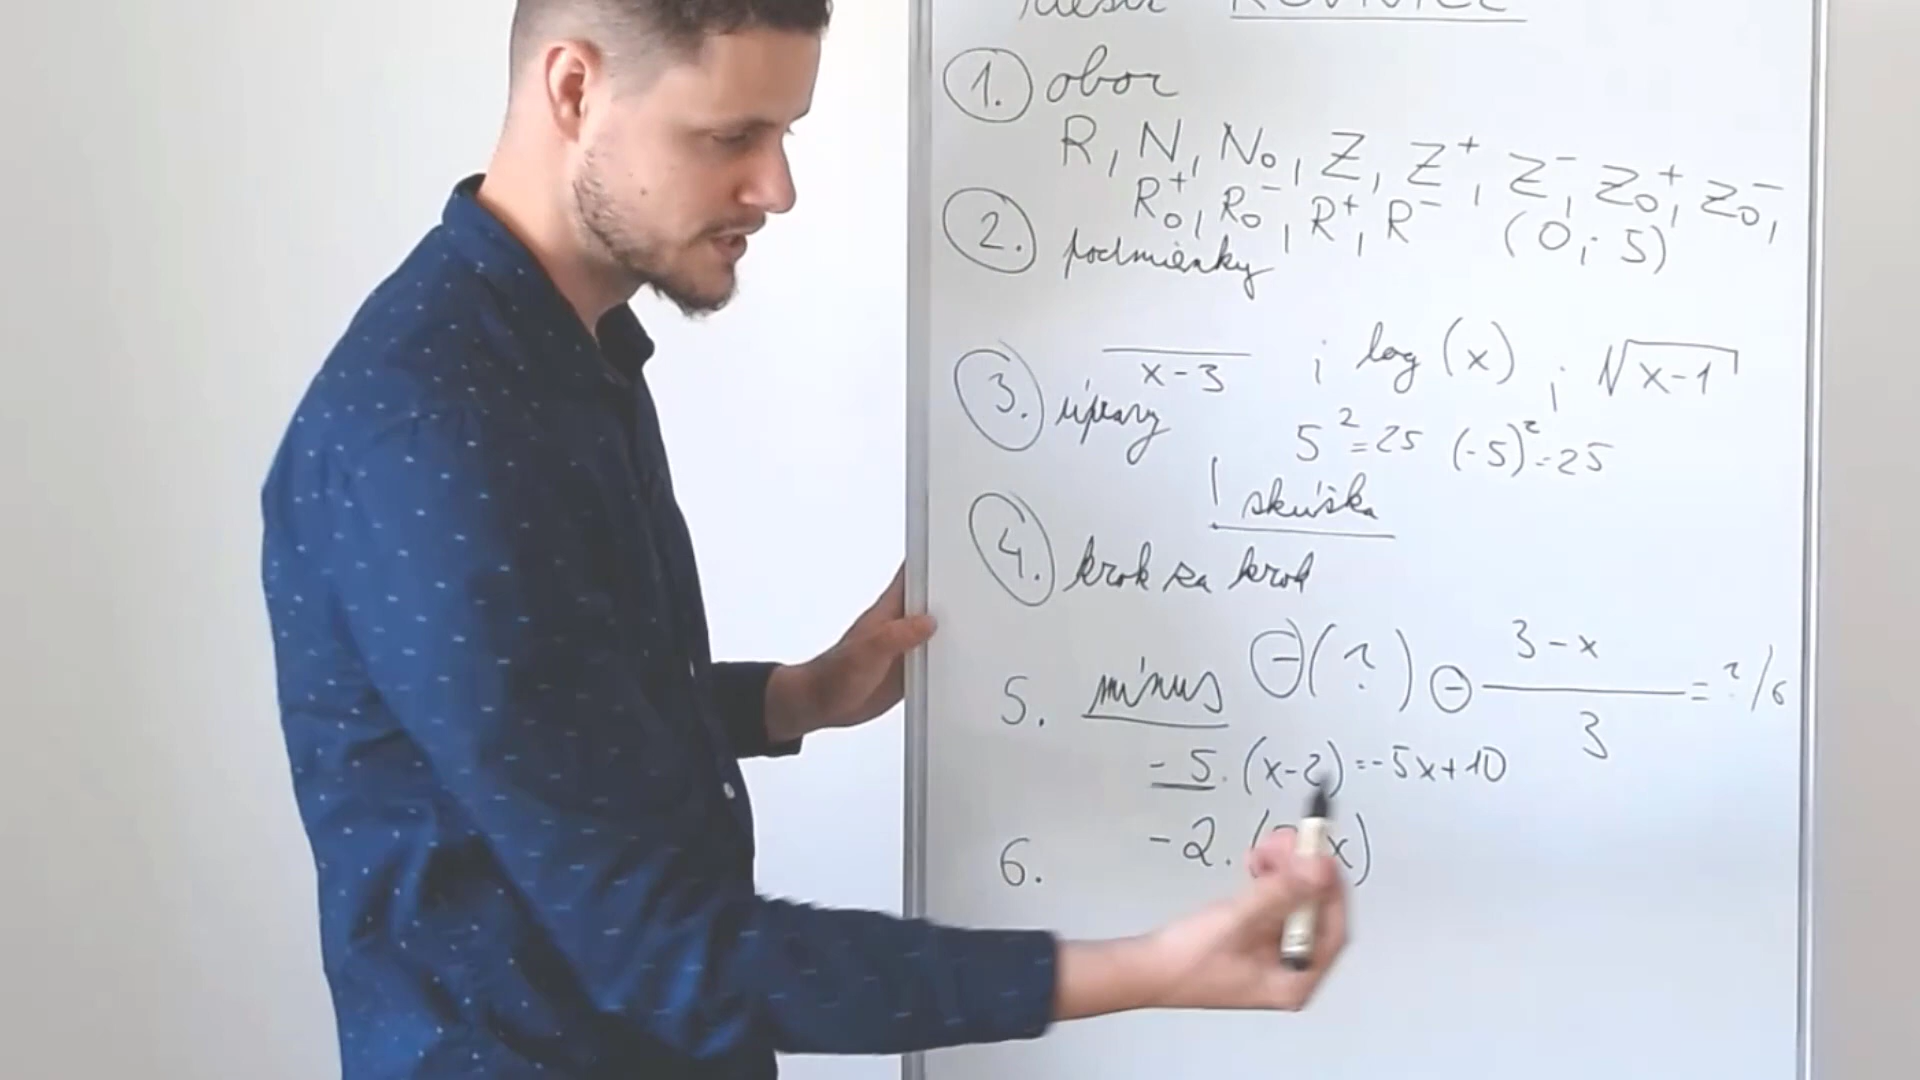 riešiť ROVNICE
1. obor
R, N, N₀, Z, Z⁺, Z⁻, Z₀⁺, Z₀⁻,
R₀⁺, R₀⁻, R⁺, R⁻ (0; 5)
2. podmienky
x-3 ; log (x) ; √x-1
3. úpravy 5²=25 (-5)²=25
skúška
4. krok za krok
5. mínus -(?) - 3-x/3 = ?/6
-5.(x-2)=-5x+10
-2. ( x)
6.